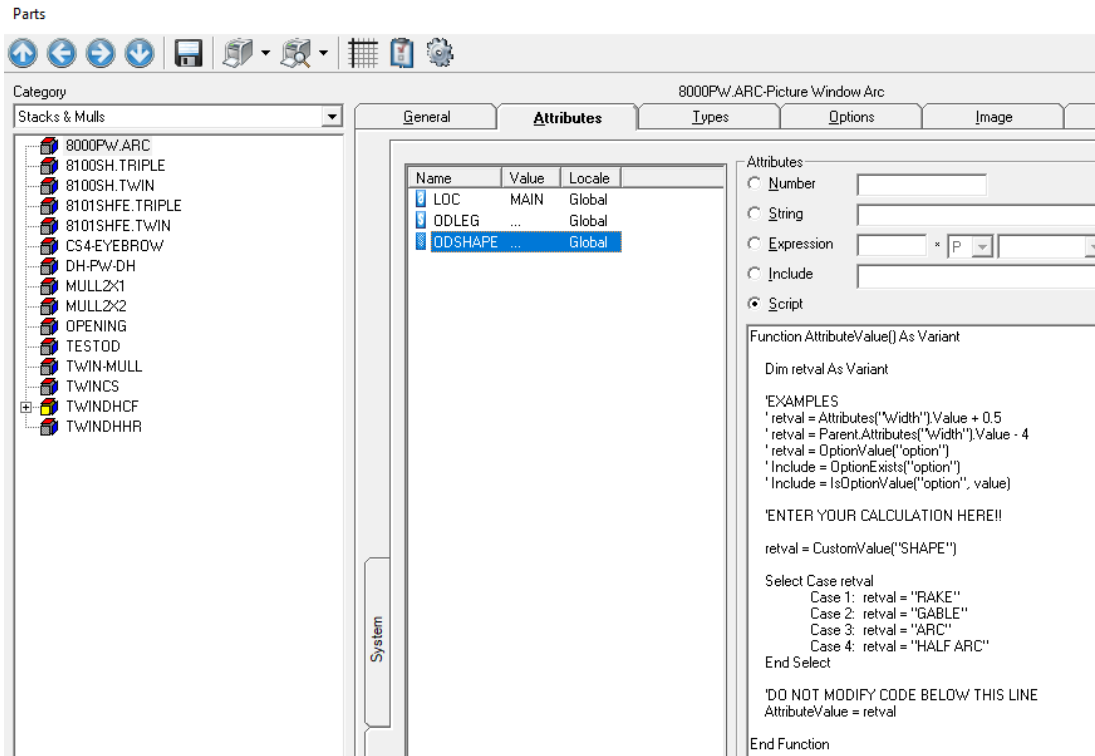 Parts
Category
Stacks & Mulls
8000PW.ARC
8100SH.TRIPLE
8100SH.TWIN
8101SHFE.TRIPLE
8101SHFE.TWIN
CS4-EYEBROW
DH-PW-DH
MULL2X1
MULL2X2
OPENING
TESTOD
TWIN-MULL
TWINCS
TWINDHCF
TWINDHHR
8000PW.ARC-Picture Window Arc
General Attributes Types Options Image
Name Value Locale
LOC MAIN Global
ODLEG ... Global
ODSHAPE ... Global
System
Attributes
Number
String
Expression * P
Include
Script
Function AttributeValue() As Variant
Dim retval As Variant
'EXAMPLES
' retval = Attributes("Width").Value + 0.5
' retval = Parent.Attributes("Width").Value - 4
' retval = OptionValue("option")
' Include = OptionExists("option")
' Include = IsOptionValue("option", value)
'ENTER YOUR CALCULATION HERE!!
retval = CustomValue("SHAPE")
Select Case retval
Case 1: retval = "RAKE"
Case 2: retval = "GABLE"
Case 3: retval = "ARC"
Case 4: retval = "HALF ARC"
End Select
'DO NOT MODIFY CODE BELOW THIS LINE
AttributeValue = retval
End Function